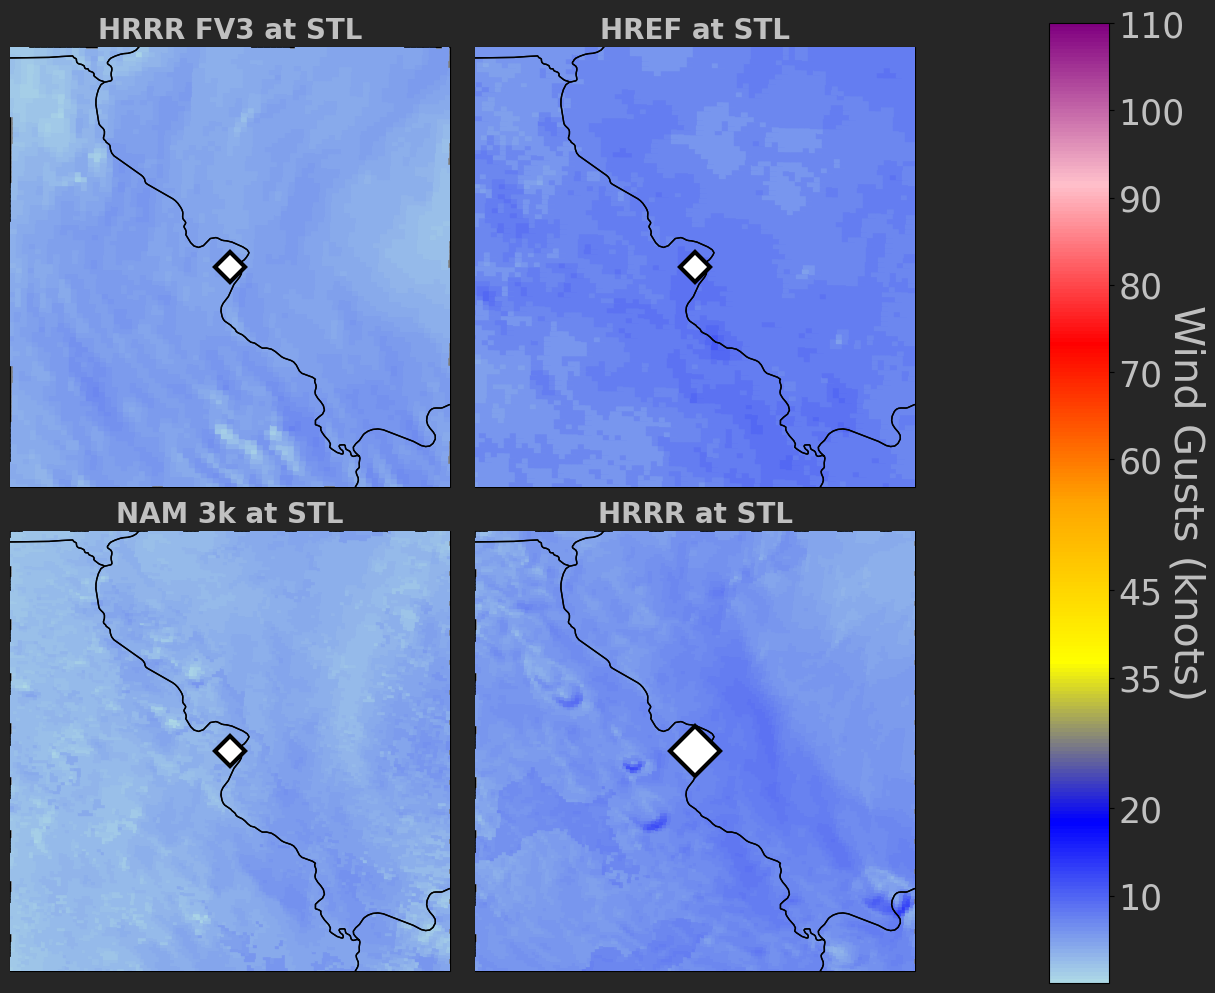 HRRR FV3 at STL
HREF at STL
NAM 3k at STL
HRRR at STL
110
100
90
80
70
60
45
35
20
10
Wind Gusts (knots)